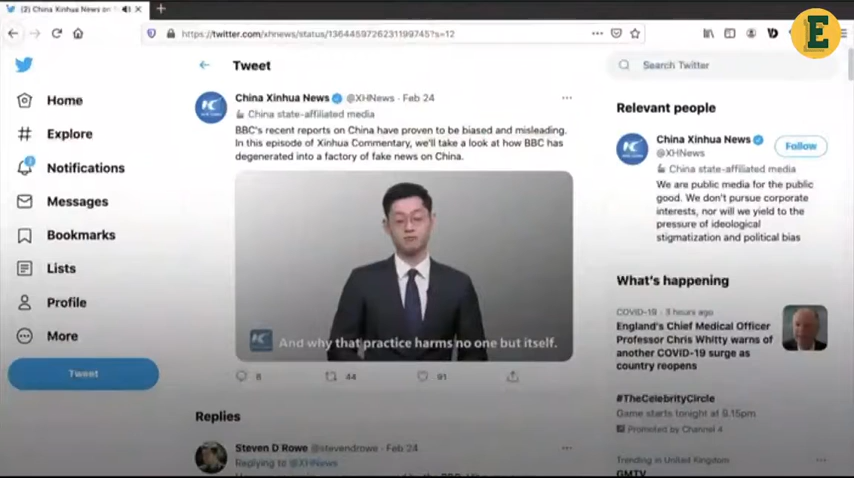 (2) China Xinhua News on
https://twitter.com/xhnews/status/1364459726231199745?s=12
E
Tweet
Search Twitter
Home
Explore
Notifications
Messages
Bookmarks
Lists
Profile
More
Tweet
China Xinhua News @XHNews · Feb 24
China state-affiliated media
BBC's recent reports on China have proven to be biased and misleading.
In this episode of Xinhua Commentary, we'll take a look at how BBC has
degenerated into a factory of fake news on China.
And why that practice harms no one but itself.
6 44 91
Replies
Steven D Rowe @stevendrowe · Feb 24
Replying to @XHNews
Relevant people
China Xinhua News
@XHNews
Follow
China state-affiliated media
We are public media for the public
good. We don't pursue corporate
interests, nor will we yield to the
pressure of ideological
stigmatization and political bias
What's happening
COVID-19 · 3 hours ago
England's Chief Medical Officer
Professor Chris Whitty warns of
another COVID-19 surge as
country reopens
#TheCelebrityCircle
Game starts tonight at 9.15pm
Promoted by Channel 4
Trending in United Kingdom
GMTV